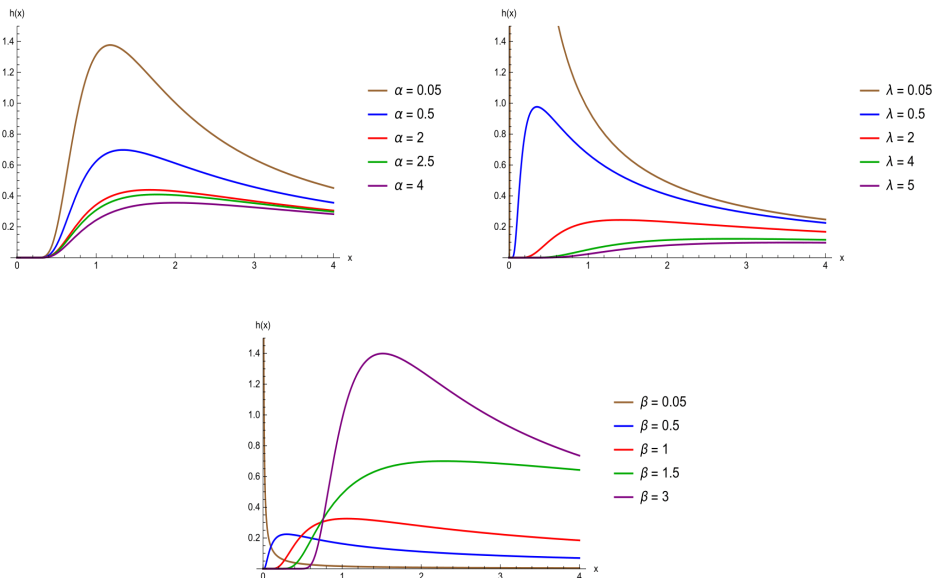 h(x)
1.4
1.2
1.0
0.8
0.6
0.4
0.2
0 1 2 3 4 x
α = 0.05
α = 0.5
α = 2
α = 2.5
α = 4
h(x)
1.4
1.2
1.0
0.8
0.6
0.4
0.2
0 1 2 3 4 x
λ = 0.05
λ = 0.5
λ = 2
λ = 4
λ = 5
h(x)
1.4
1.2
1.0
0.8
0.6
0.4
0.2
0 1 2 3 4 x
β = 0.05
β = 0.5
β = 1
β = 1.5
β = 3